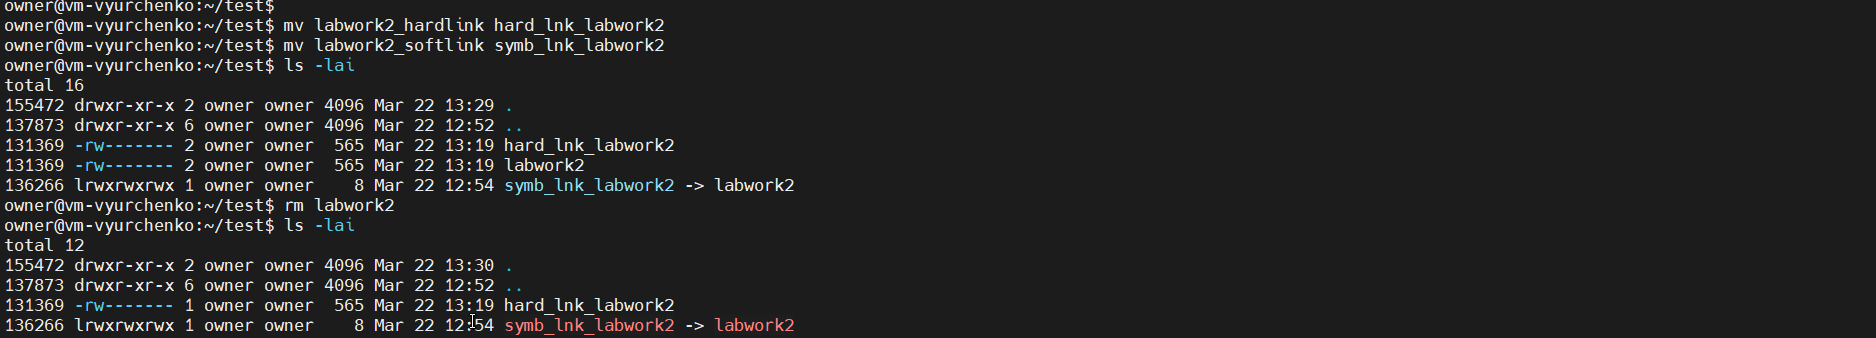 owner@vm-vyurchenko:~/test$
owner@vm-vyurchenko:~/test$ mv labwork2_hardlink hard_lnk_labwork2
owner@vm-vyurchenko:~/test$ mv labwork2_softlink symb_lnk_labwork2
owner@vm-vyurchenko:~/test$ ls -lai
total 16
155472 drwxr-xr-x 2 owner owner 4096 Mar 22 13:29 .
137873 drwxr-xr-x 6 owner owner 4096 Mar 22 12:52 ..
131369 -rw------- 2 owner owner  565 Mar 22 13:19 hard_lnk_labwork2
131369 -rw------- 2 owner owner  565 Mar 22 13:19 labwork2
136266 lrwxrwxrwx 1 owner owner    8 Mar 22 12:54 symb_lnk_labwork2 -> labwork2
owner@vm-vyurchenko:~/test$ rm labwork2
owner@vm-vyurchenko:~/test$ ls -lai
total 12
155472 drwxr-xr-x 2 owner owner 4096 Mar 22 13:30 .
137873 drwxr-xr-x 6 owner owner 4096 Mar 22 12:52 ..
131369 -rw------- 1 owner owner  565 Mar 22 13:19 hard_lnk_labwork2
136266 lrwxrwxrwx 1 owner owner    8 Mar 22 12:54 symb_lnk_labwork2 -> labwork2